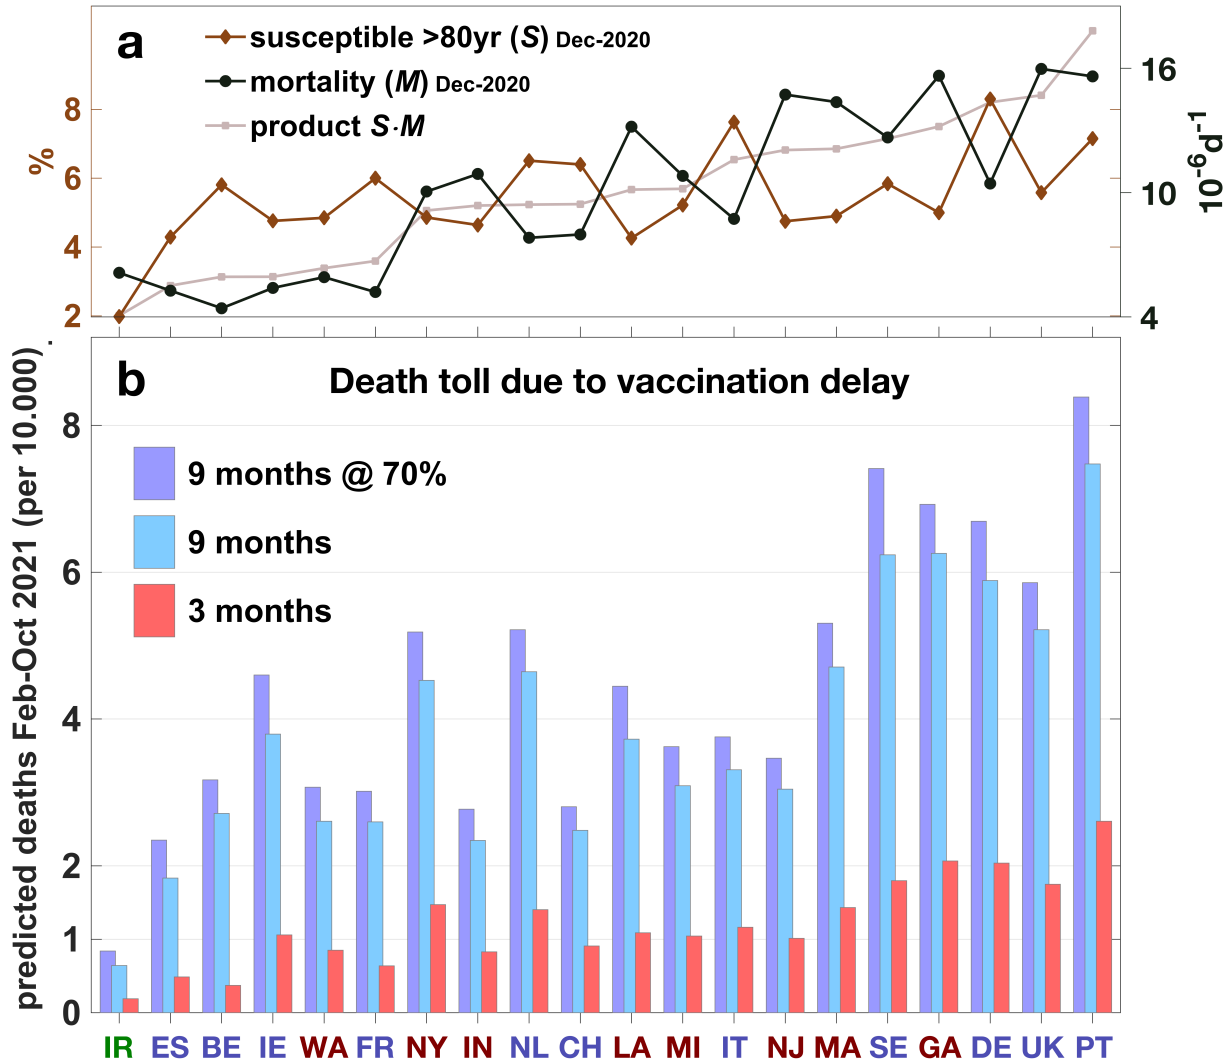 a
susceptible >80yr (S) Dec-2020
mortality (M) Dec-2020
product S·M
%
8
6
4
2
16
10
4
10-6d-1
b
Death toll due to vaccination delay
9 months @ 70%
9 months
3 months
predicted deaths Feb-Oct 2021 (per 10.000).
8
6
4
2
1
0
IR ES BE IE WA FR NY IN NL CH LA MI IT NJ MA SE GA DE UK PT